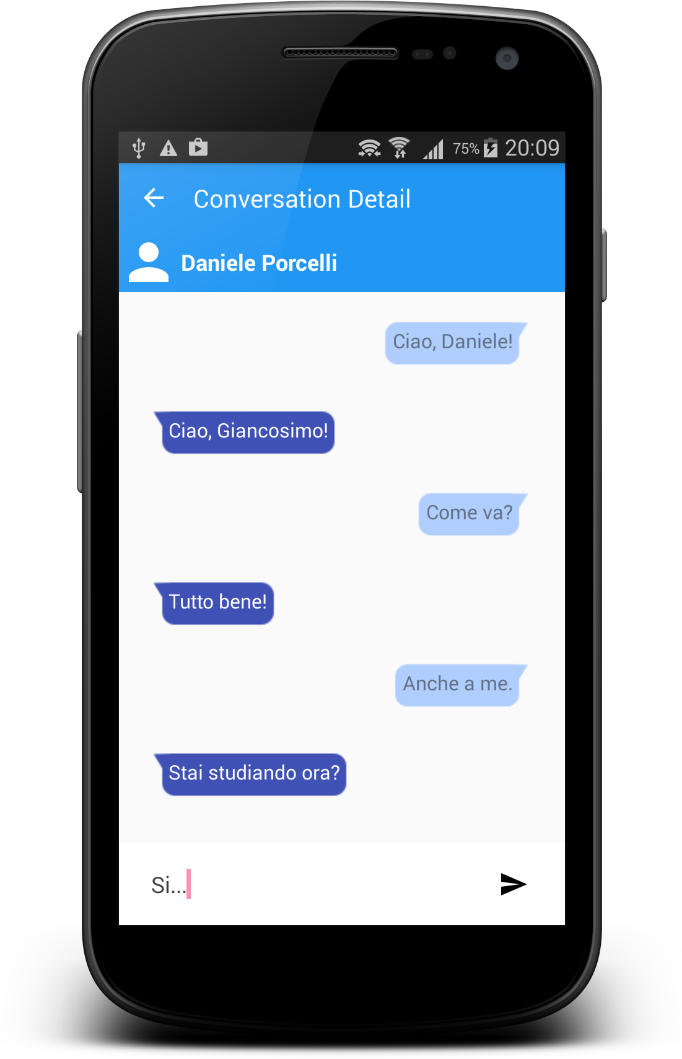 75% 20:09
Conversation Detail
Daniele Porcelli
Ciao, Daniele!
Ciao, Giancosimo!
Come va?
Tutto bene!
Anche a me.
Stai studiando ora?
Si...